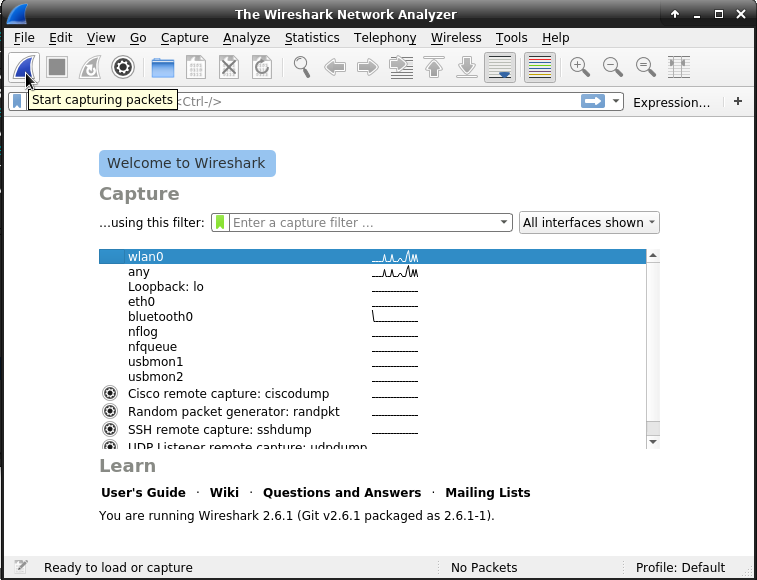 The Wireshark Network Analyzer
File Edit View Go Capture Analyze Statistics Telephony Wireless Tools Help
Start capturing packets <Ctrl-/> Expression… +
Welcome to Wireshark
Capture
…using this filter: Enter a capture filter … All interfaces shown
wlan0
any
Loopback: lo
eth0
bluetooth0
nflog
nfqueue
usbmon1
usbmon2
Cisco remote capture: ciscodump
Random packet generator: randpkt
SSH remote capture: sshdump
UDP Listener remote capture: udpdump
Learn
User's Guide · Wiki · Questions and Answers · Mailing Lists
You are running Wireshark 2.6.1 (Git v2.6.1 packaged as 2.6.1-1).
Ready to load or capture No Packets Profile: Default